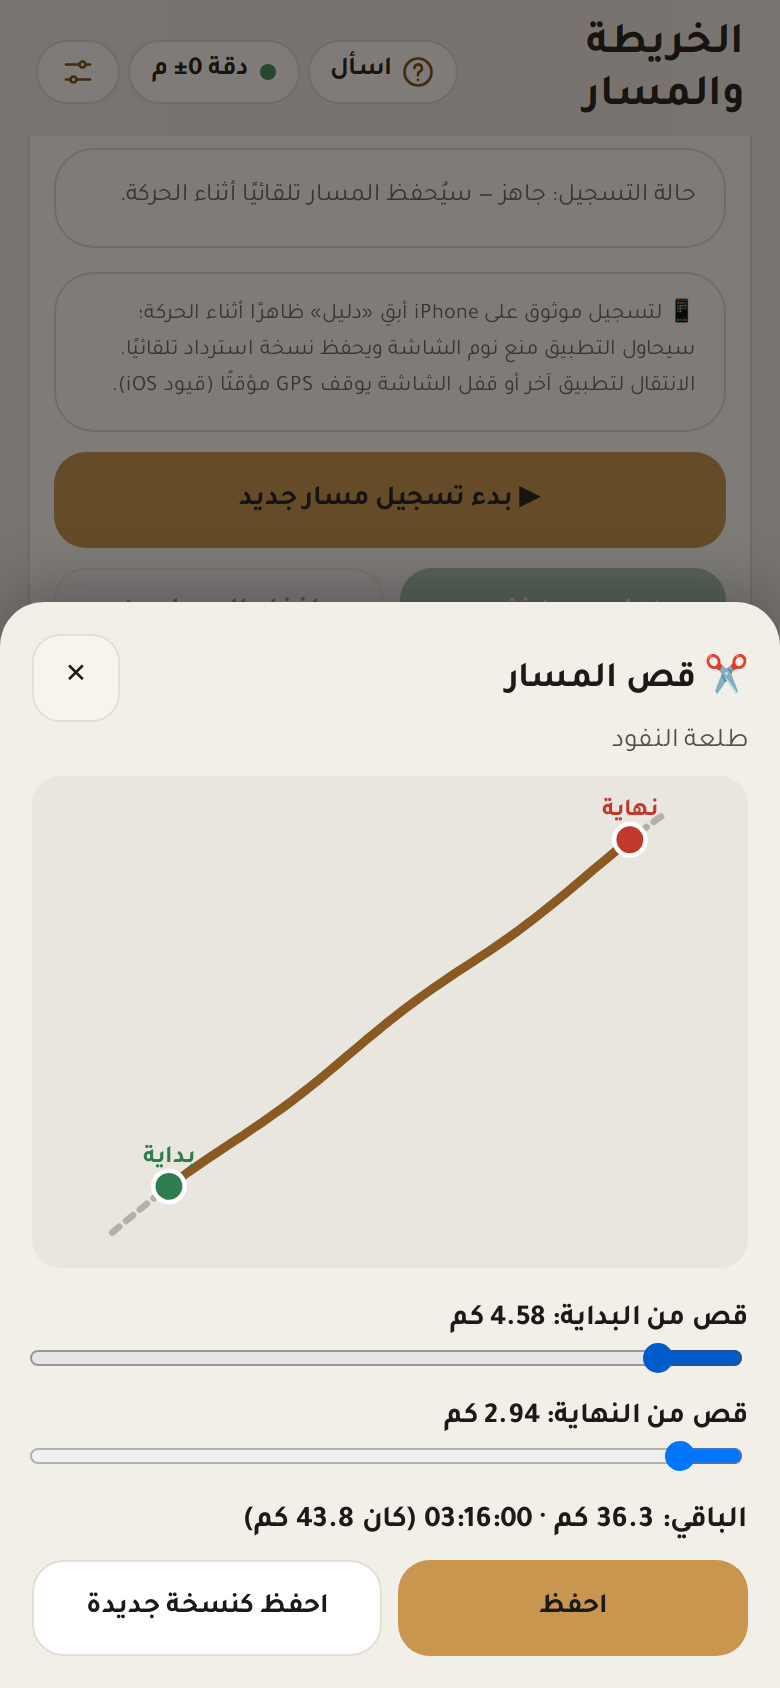 الخريطة
والمسار
اسأل
دقة ±0 م
حالة التسجيل: جاهز — سيُحفظ المسار تلقائيًا أثناء الحركة.
📱 لتسجيل موثوق على iPhone أبقِ «دليل» ظاهرًا أثناء الحركة؛
سيحاول التطبيق منع نوم الشاشة ويحفظ نسخة استرداد تلقائيًا.
الانتقال لتطبيق آخر أو قفل الشاشة يوقف GPS مؤقتًا (قيود iOS).
▶ بدء تسجيل مسار جديد
✂️ قص المسار
×
طلعة النفود
نهاية
بداية
قص من البداية: 4.58 كم
قص من النهاية: 2.94 كم
الباقي: 36.3 كم · 03:16:00 (كان 43.8 كم)
احفظ
احفظ كنسخة جديدة